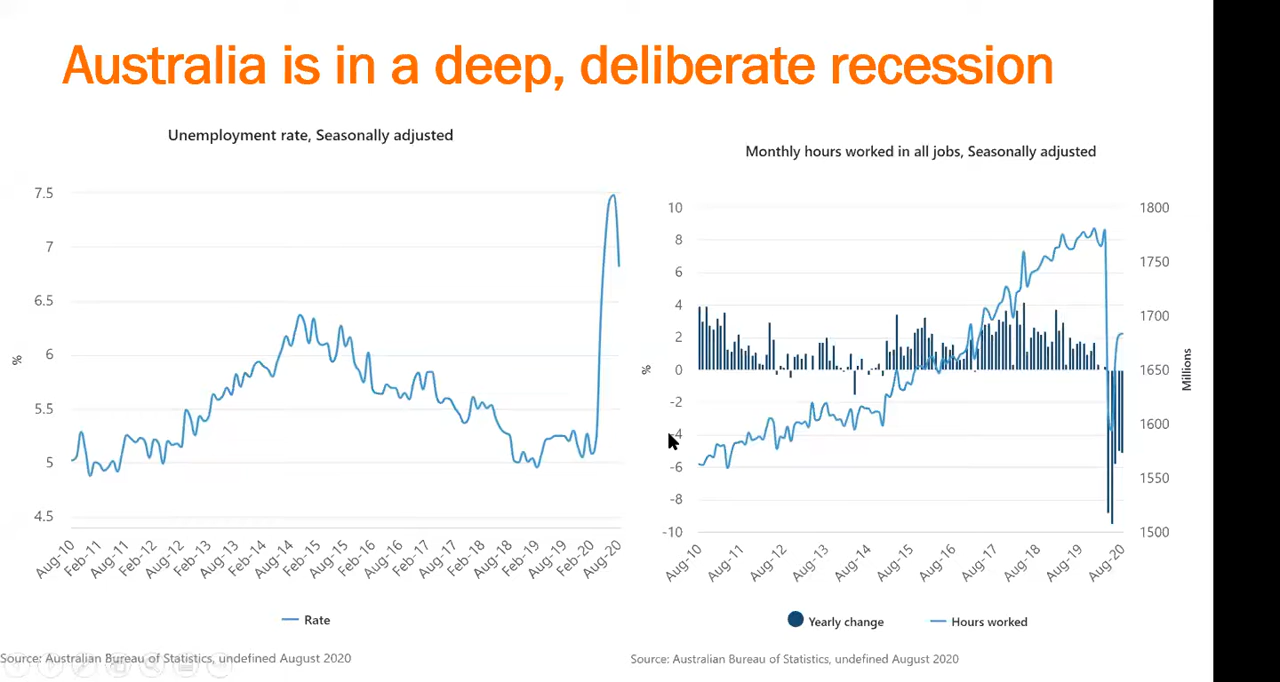 Australia is in a deep, deliberate recession
Unemployment rate, Seasonally adjusted
7.5
7
6.5
6
5.5
5
4.5
%
Aug-10
Feb-11
Aug-11
Feb-12
Aug-12
Feb-13
Aug-13
Feb-14
Aug-14
Feb-15
Aug-15
Feb-16
Aug-16
Feb-17
Aug-17
Feb-18
Aug-18
Feb-19
Aug-19
Feb-20
Aug-20
Rate
Source: Australian Bureau of Statistics, undefined August 2020
Monthly hours worked in all jobs, Seasonally adjusted
10
8
6
4
2
0
-2
-4
-6
-8
-10
%
1800
1750
1700
1650
1600
1550
1500
Millions
Aug-10
Aug-11
Aug-12
Aug-13
Aug-14
Aug-15
Aug-16
Aug-17
Aug-18
Aug-19
Aug-20
Yearly change
Hours worked
Source: Australian Bureau of Statistics, undefined August 2020